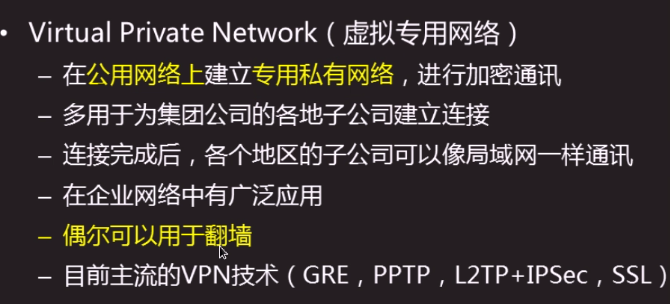 • Virtual Private Network（虚拟专用网络）
– 在公用网络上建立专用私有网络，进行加密通讯
– 多用于为集团公司的各地子公司建立连接
– 连接完成后，各个地区的子公司可以像局域网一样通讯
– 在企业网络中有广泛应用
– 偶尔可以用于翻墙
– 目前主流的VPN技术（GRE，PPTP，L2TP+IPSec，SSL）